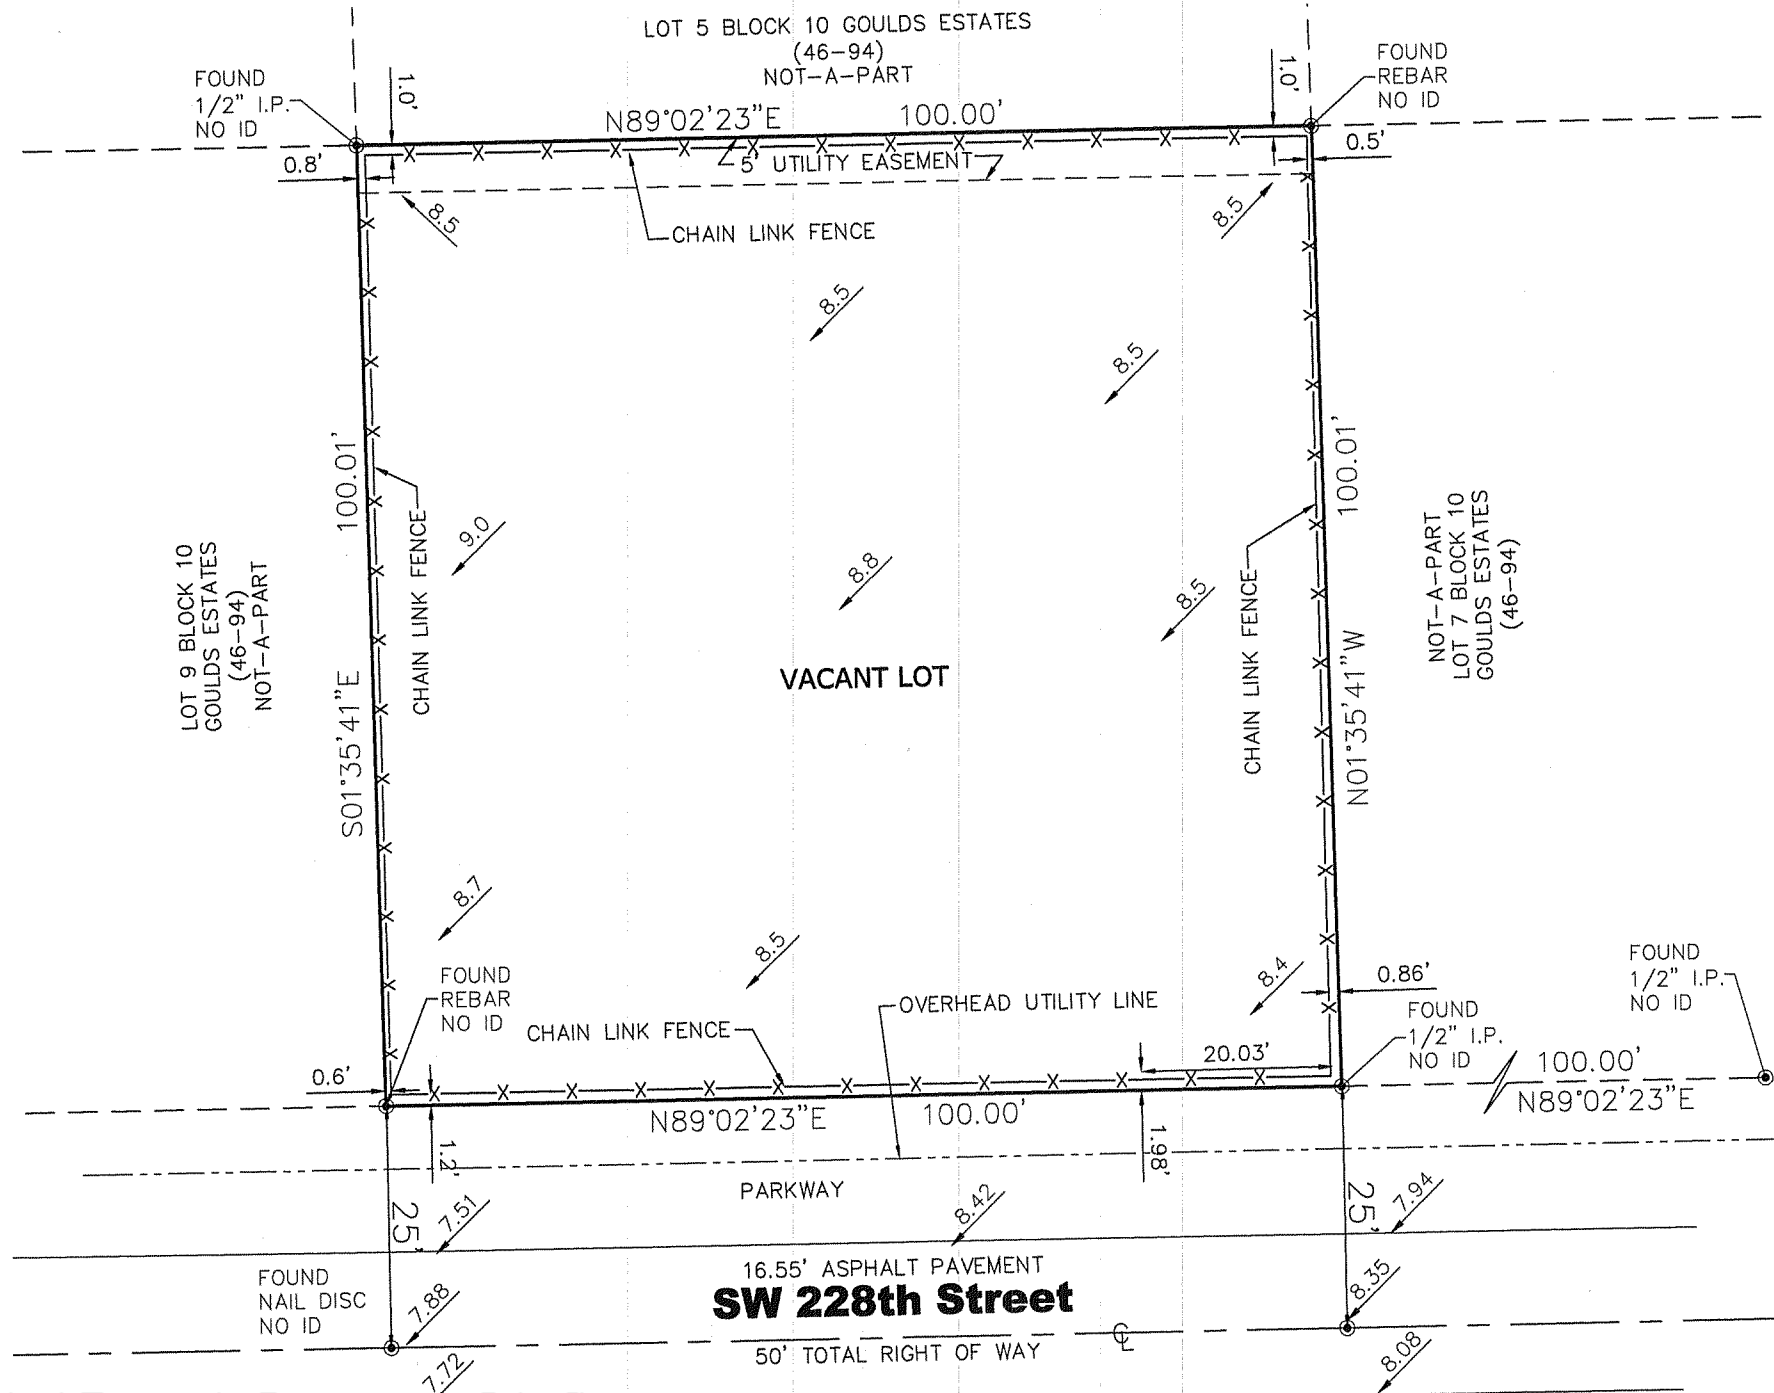 LOT 5 BLOCK 10 GOULDS ESTATES
(46-94)
NOT-A-PART
FOUND
1/2" I.P.
NO ID
1.0'
N89°02'23"E
100.00'
1.0'
FOUND
REBAR
NO ID
0.8'
5' UTILITY EASEMENT
0.5'
8.5
CHAIN LINK FENCE
8.5
8.5
8.5
100.01'
CHAIN LINK FENCE
S01°35'41"E
LOT 9 BLOCK 10
GOULDS ESTATES
(46-94)
NOT-A-PART
9.0
8.8
8.5
VACANT LOT
CHAIN LINK FENCE
100.01'
N01°35'41"W
NOT-A-PART
LOT 7 BLOCK 10
GOULDS ESTATES
(46-94)
8.7
8.5
8.4
FOUND
REBAR
NO ID
CHAIN LINK FENCE
OVERHEAD UTILITY LINE
0.86'
FOUND
1/2" I.P.
NO ID
FOUND
1/2" I.P.
NO ID
0.6'
20.03'
100.00'
N89°02'23"E
N89°02'23"E
100.00'
1.2'
1.98'
PARKWAY
25'
7.51
8.42
25'
7.94
16.55' ASPHALT PAVEMENT
SW 228th Street
FOUND
NAIL DISC
NO ID
7.88
8.35
CL
50' TOTAL RIGHT OF WAY
7.72
8.08